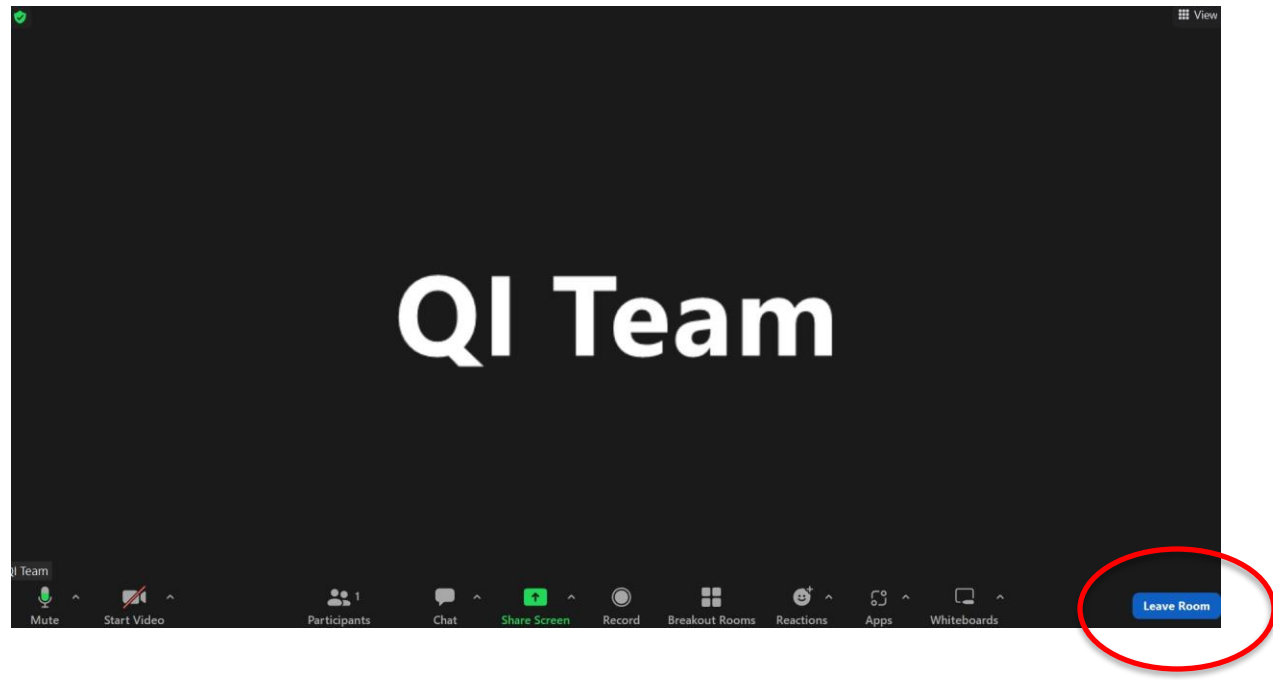 View
QI Team
QI Team
1
Mute Start Video Participants Chat Share Screen Record Breakout Rooms Reactions Apps Whiteboards Leave Room